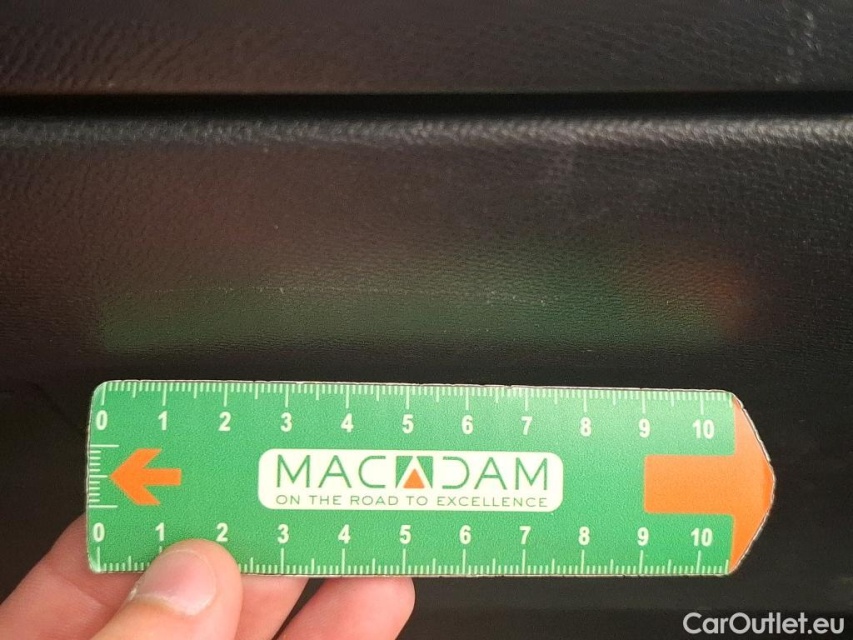 0 1 2 3 4 5 6 7 8 9 10
MACADAM
ON THE ROAD TO EXCELLENCE
0 1 2 3 4 5 6 7 8 9 10
CarOutlet.eu